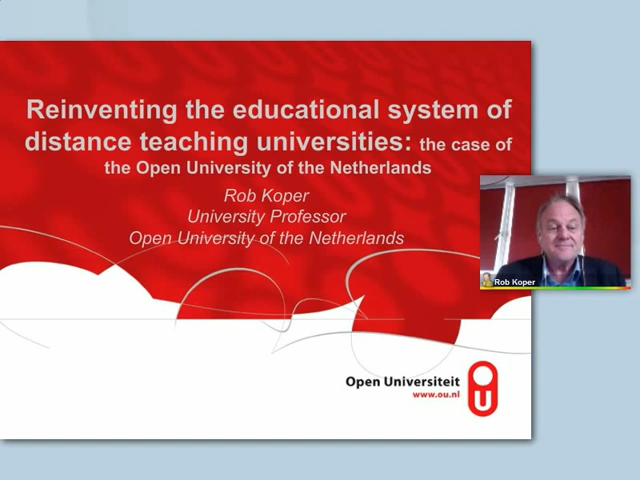 Reinventing the educational system of
distance teaching universities: the case of
the Open University of the Netherlands
Rob Koper
University Professor
Open University of the Netherlands
Rob Koper
Open Universiteit
www.ou.nl
OU